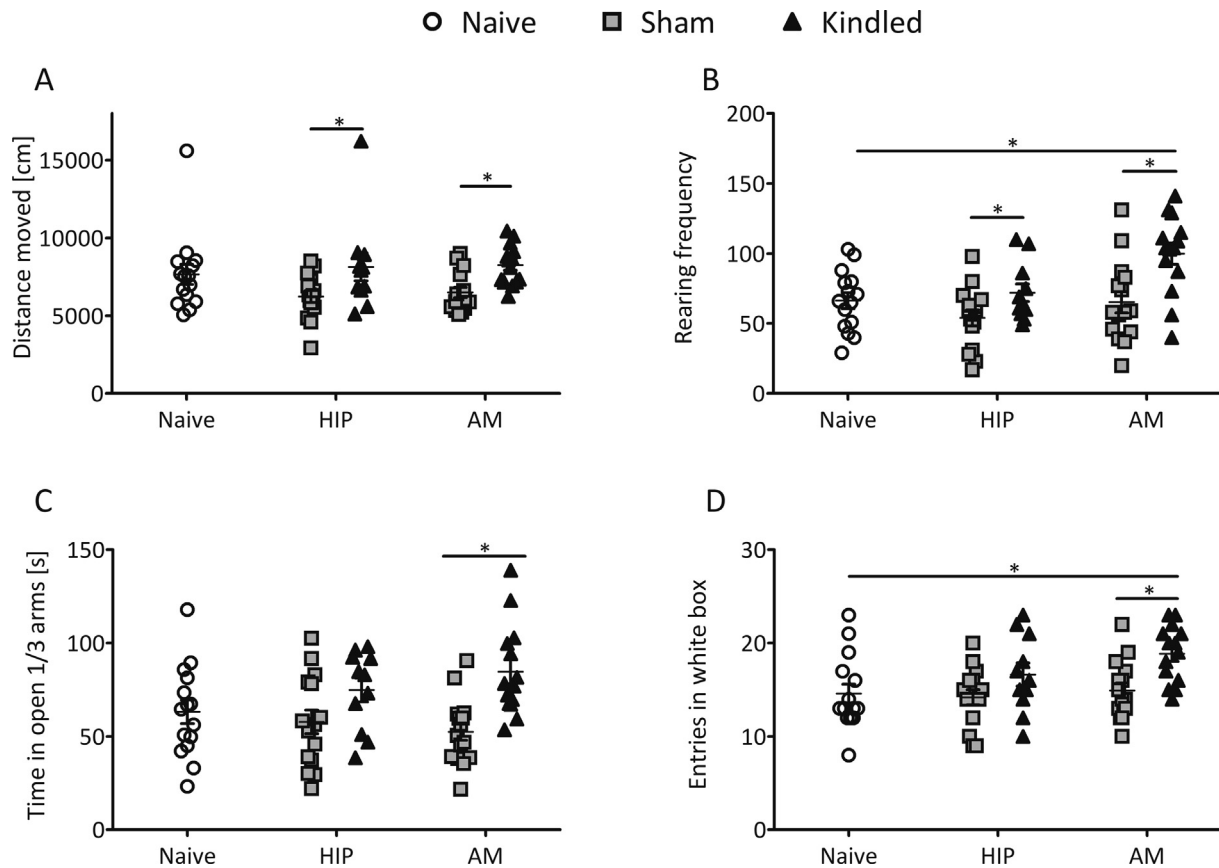 Naive Sham Kindled
A
Distance moved [cm]
15000
10000
5000
0
*
*
Naive HIP AM
B
Rearing frequency
200
150
100
50
0
*
*
*
Naive HIP AM
C
Time in open 1/3 arms [s]
150
100
50
0
*
Naive HIP AM
D
Entries in white box
30
20
10
0
*
*
Naive HIP AM